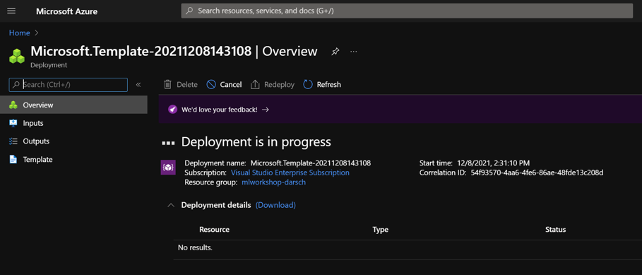 Microsoft Azure
Search resources, services, and docs (G+/)
Home >
Microsoft.Template-20211208143108 | Overview
Deployment
Search (Ctrl+/)
Delete Cancel Redeploy Refresh
Overview
We'd love your feedback! →
Inputs
Outputs
Template
Deployment is in progress
Deployment name: Microsoft.Template-20211208143108 Start time: 12/8/2021, 2:31:10 PM
Subscription: Visual Studio Enterprise Subscription Correlation ID: 54f93570-4aa6-4fe6-86ae-48fde13c208d
Resource group: mlworkshop-darsch
Deployment details (Download)
Resource Type Status
No results.